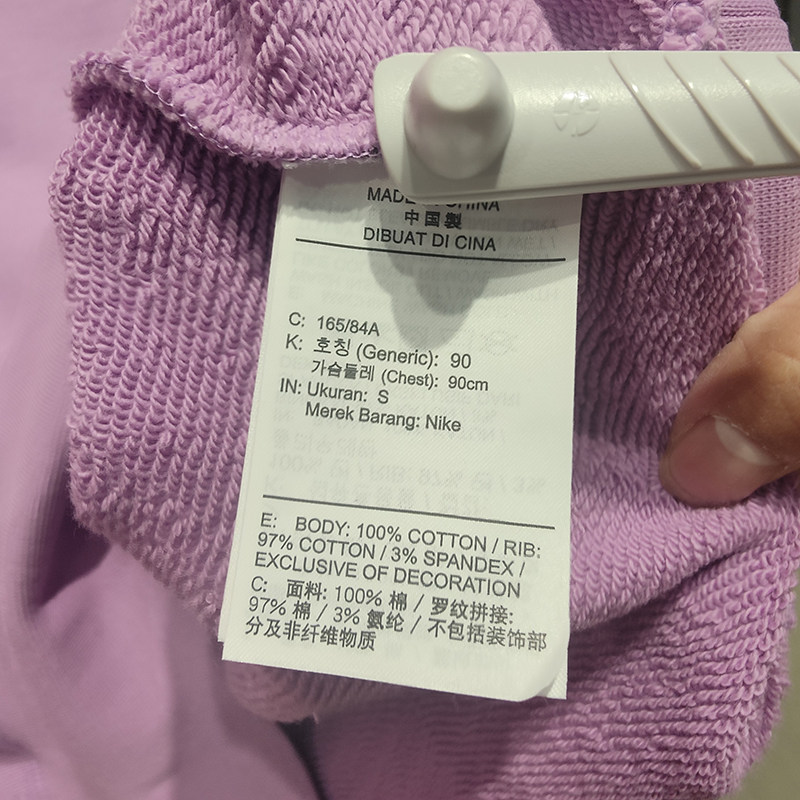 MADE IN CHINA
中国製
DIBUAT DI CINA
C: 165/84A
K: 호칭 (Generic): 90
가슴둘레 (Chest): 90cm
IN: Ukuran: S
Merek Barang: Nike
E: BODY: 100% COTTON / RIB:
97% COTTON / 3% SPANDEX /
EXCLUSIVE OF DECORATION
C: 面料: 100% 棉 / 罗纹拼接:
97% 棉 / 3% 氨纶 / 不包括装饰部
分及非纤维物质